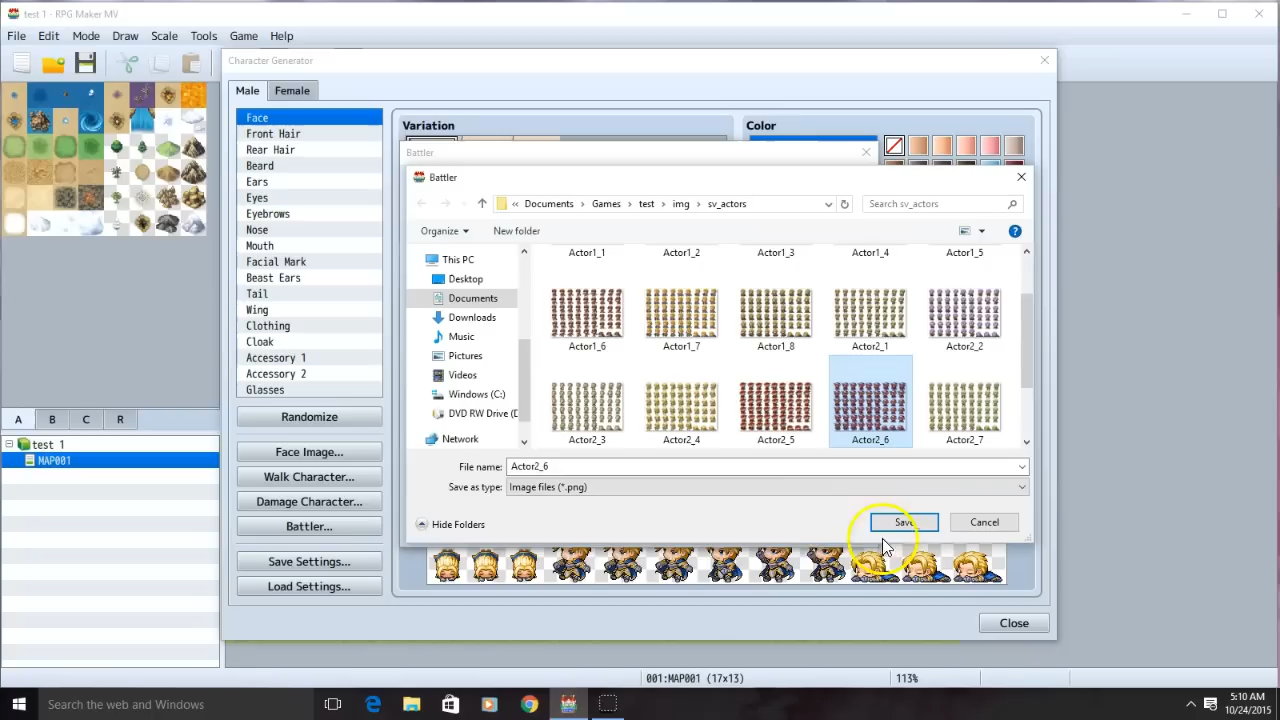 test 1 - RPG Maker MV
File Edit Mode Draw Scale Tools Game Help
Character Generator
Male Female
Face
Front Hair
Rear Hair
Beard
Ears
Eyes
Eyebrows
Nose
Mouth
Facial Mark
Beast Ears
Tail
Wing
Clothing
Cloak
Accessory 1
Accessory 2
Glasses
Randomize
Face Image...
Walk Character...
Damage Character...
Battler...
Save Settings...
Load Settings...
Variation
Color
Battler
Battler
« Documents › Games › test › img › sv_actors
Search sv_actors
Organize
New folder
This PC
Desktop
Documents
Downloads
Music
Pictures
Videos
Windows (C:)
DVD RW Drive (D
Network
Actor1_1 Actor1_2 Actor1_3 Actor1_4 Actor1_5
Actor1_6 Actor1_7 Actor1_8 Actor2_1 Actor2_2
Actor2_3 Actor2_4 Actor2_5 Actor2_6 Actor2_7
File name: Actor2_6
Save as type: Image files (*.png)
Hide Folders
Save
Cancel
Close
A B C R
test 1
MAP001
001:MAP001 (17x13)
113%
Search the web and Windows
5:10 AM
10/24/2015